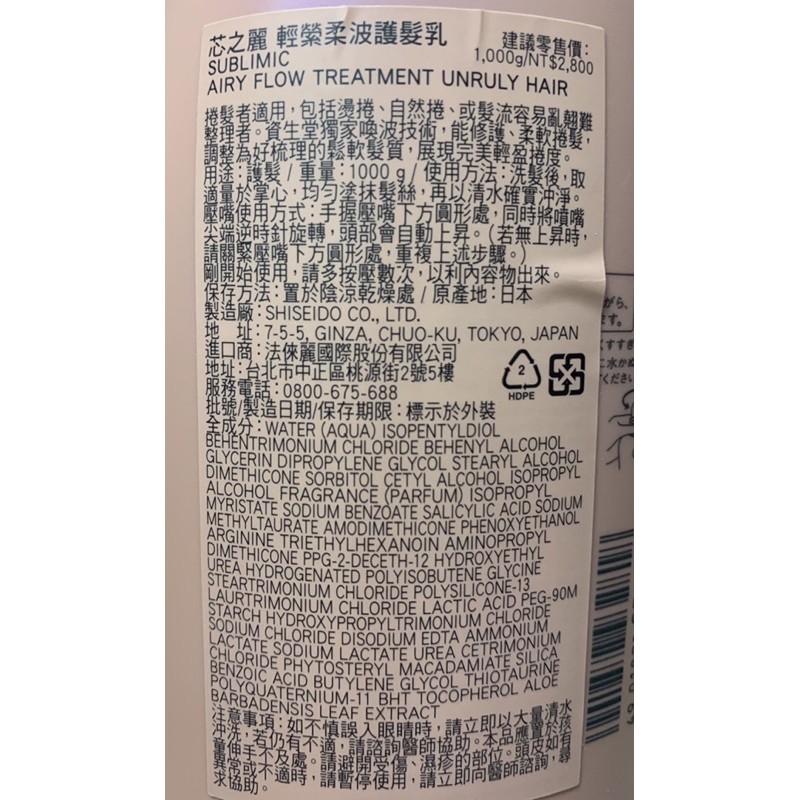 芯之麗 輕縈柔波護髮乳
建議零售價：
SUBLIMIC
1,000g/NT$2,800
AIRY FLOW TREATMENT UNRULY HAIR
捲髮者適用，包括燙捲、自然捲、或髮流容易亂翹難
整理者。資生堂獨家喚波技術，能修護、柔軟捲髮，
調整為好梳理的鬆軟髮質，展現完美輕盈捲度。
用途：護髮 / 重量：1000 g / 使用方法：洗髮後，取
適量於掌心，均勻塗抹髮絲，再以清水確實沖淨。
壓嘴使用方式：手握壓嘴下方圓形處，同時將噴嘴
尖端逆時針旋轉，頭部會自動上昇。（若無上昇時，
請關緊壓嘴下方圓形處，重複上述步驟。）
剛開始使用，請多按壓數次，以利內容物出來。
保存方法：置於陰涼乾燥處 / 原產地：日本
製造廠：SHISEIDO CO., LTD.
地　址：7-5-5, GINZA, CHUO-KU, TOKYO, JAPAN
進口商：法倈麗國際股份有限公司
地址：台北市中正區桃源街2號5樓
服務電話：0800-675-688
2
HDPE
批號/製造日期/保存期限：標示於外裝
全成分：WATER (AQUA) ISOPENTYLDIOL
BEHENTRIMONIUM CHLORIDE BEHENYL ALCOHOL
GLYCERIN DIPROPYLENE GLYCOL STEARYL ALCOHOL
DIMETHICONE SORBITOL CETYL ALCOHOL ISOPROPYL
ALCOHOL FRAGRANCE (PARFUM) ISOPROPYL
MYRISTATE SODIUM BENZOATE SALICYLIC ACID SODIUM
METHYLTAURATE AMODIMETHICONE PHENOXYETHANOL
ARGININE TRIETHYLHEXANOIN AMINOPROPYL
DIMETHICONE PPG-2-DECETH-12 HYDROXYETHYL
UREA HYDROGENATED POLYISOBUTENE GLYCINE
STEARTRIMONIUM CHLORIDE POLYSILICONE-13
LAURTRIMONIUM CHLORIDE LACTIC ACID PEG-90M
STARCH HYDROXYPROPYLTRIMONIUM CHLORIDE
SODIUM CHLORIDE DISODIUM EDTA AMMONIUM
LACTATE SODIUM LACTATE UREA CETRIMONIUM
CHLORIDE PHYTOSTERYL MACADAMIATE SILICA
BENZOIC ACID BUTYLENE GLYCOL THIOTAURINE
POLYQUATERNIUM-11 BHT TOCOPHEROL ALOE
BARBADENSIS LEAF EXTRACT
注意事項：如不慎誤入眼睛時，請立即以大量清水
沖洗，若仍有不適，請諮詢醫師協助。本品應置於孩
童伸手不及處。請避開受傷、濕疹的部位。頭皮如有
異常或不適時，請暫停使用，請立即向醫師諮詢，尋
求協助。
がら、
ます。